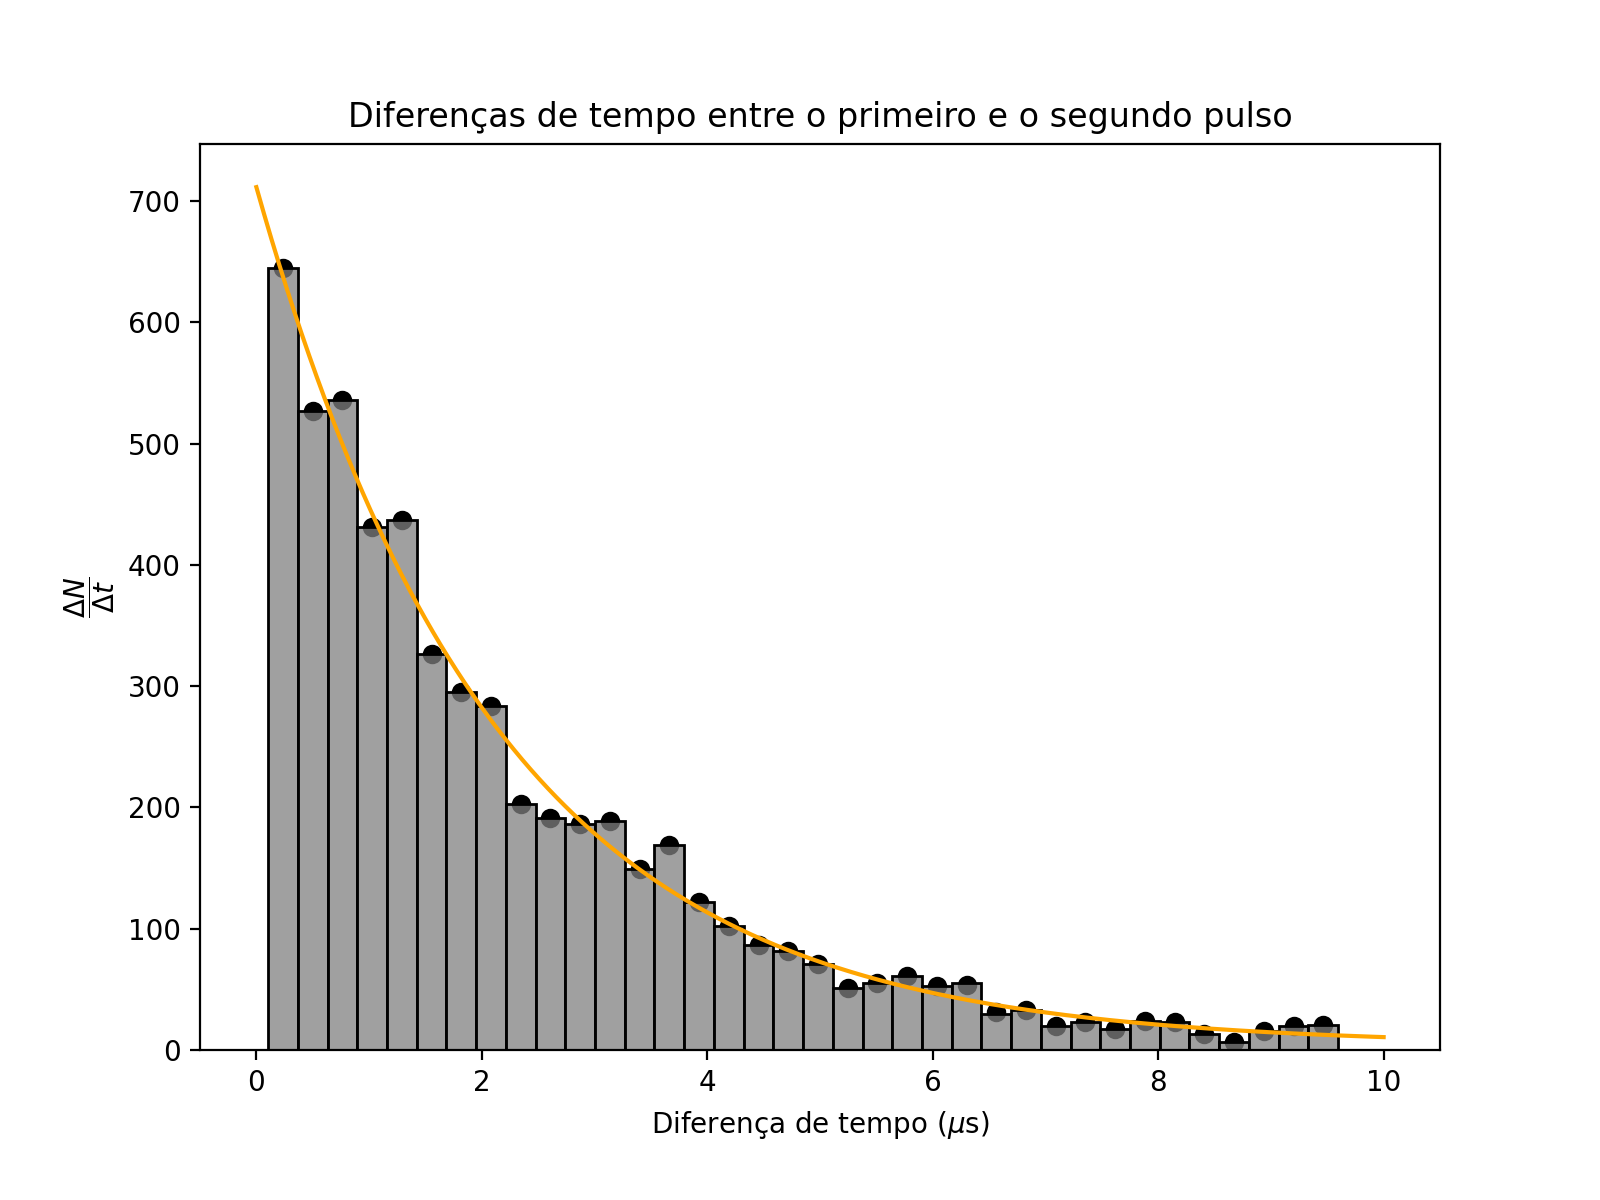 Diferenças de tempo entre o primeiro e o segundo pulso
700
600
500
400
300
200
100
0
ΔN
Δt
0 2 4 6 8 10
Diferença de tempo (μs)